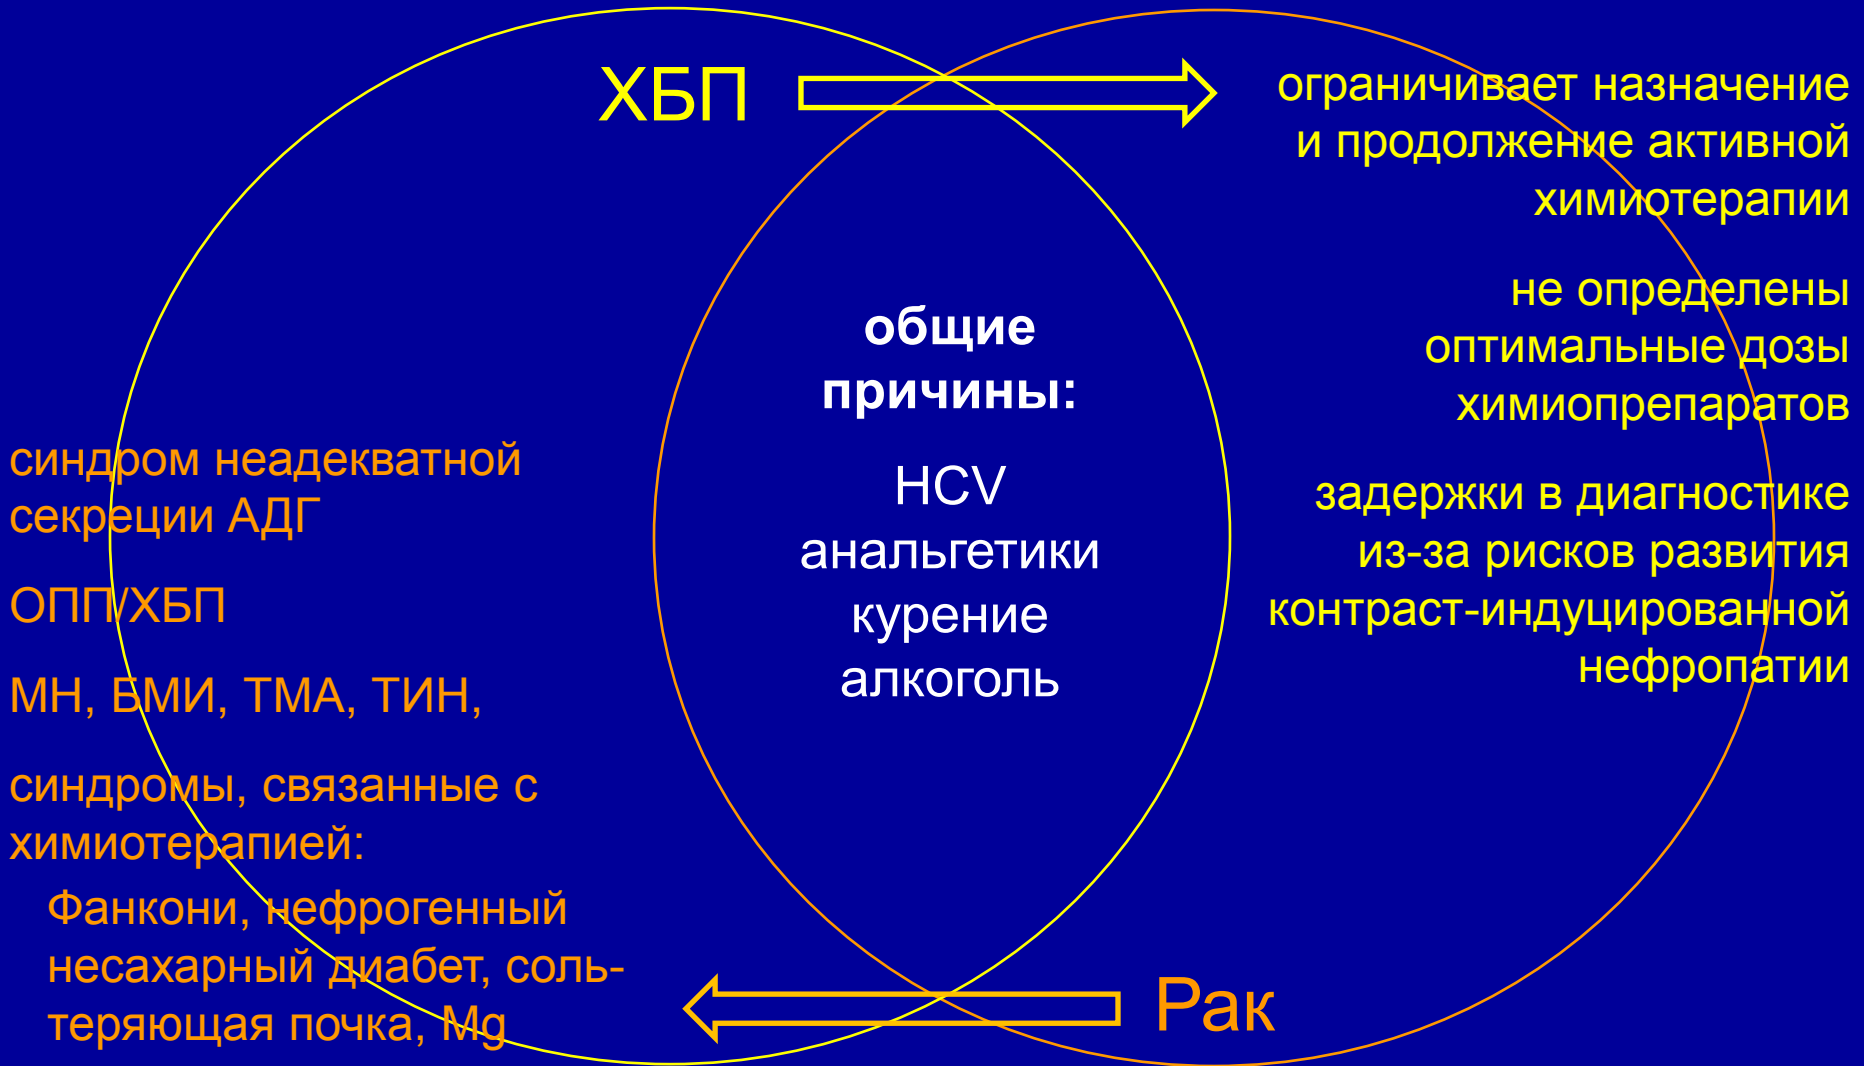 ХБП
ограничивает назначение
и продолжение активной
химиотерапии
не определены
оптимальные дозы
химиопрепаратов
задержки в диагностике
из-за рисков развития
контраст-индуцированной
нефропатии
общие
причины:
HCV
анальгетики
курение
алкоголь
синдром неадекватной
секреции АДГ
ОПП/ХБП
МН, БМИ, ТМА, ТИН,
синдромы, связанные с
химиотерапией:
Фанкони, нефрогенный
несахарный диабет, соль-
теряющая почка, Mg
Рак